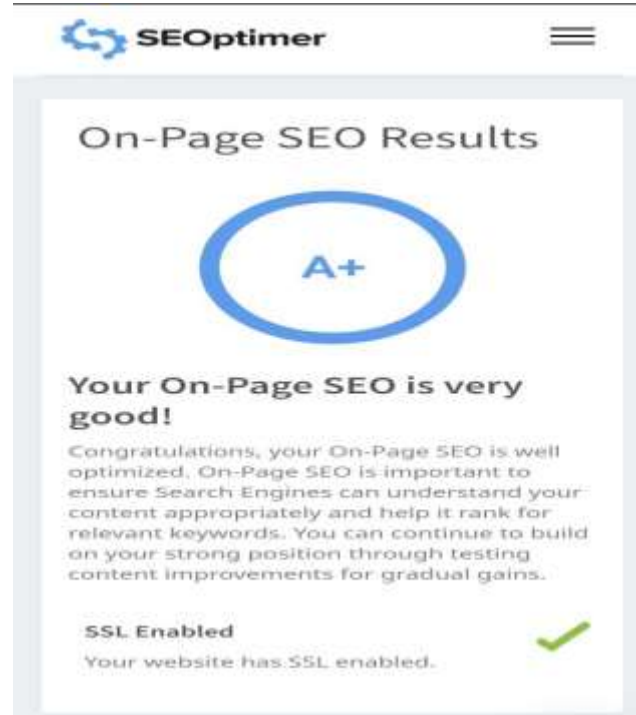 SEOptimer
On-Page SEO Results
A+
Your On-Page SEO is very
good!
Congratulations, your On-Page SEO is well
optimized. On-Page SEO is important to
ensure Search Engines can understand your
content appropriately and help it rank for
relevant keywords. You can continue to build
on your strong position through testing
content improvements for gradual gains.
SSL Enabled
Your website has SSL enabled.